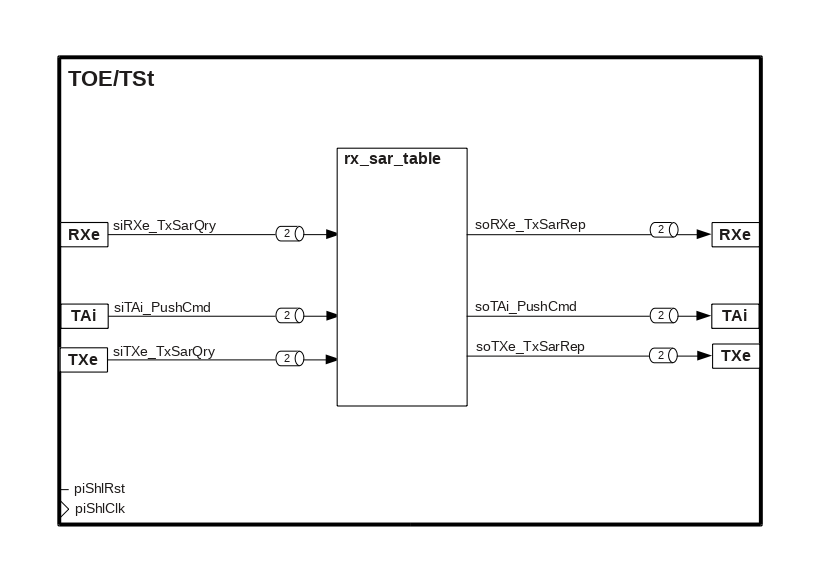 TOE/TSt
rx_sar_table
RXe siRXe_TxSarQry 2 soRXe_TxSarRep 2 RXe
TAi siTAi_PushCmd 2 soTAi_PushCmd 2 TAi
TXe siTXe_TxSarQry 2 soTXe_TxSarRep 2 TXe
piShlRst
piShlClk